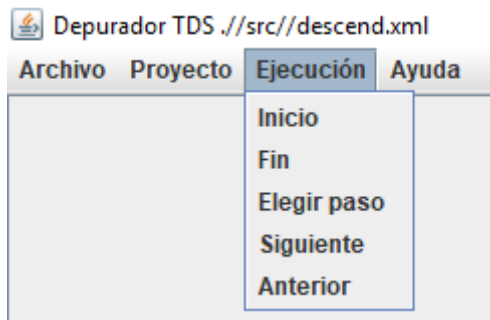 Depurador TDS .//src//descend.xml
Archivo Proyecto Ejecución Ayuda
Inicio
Fin
Elegir paso
Siguiente
Anterior